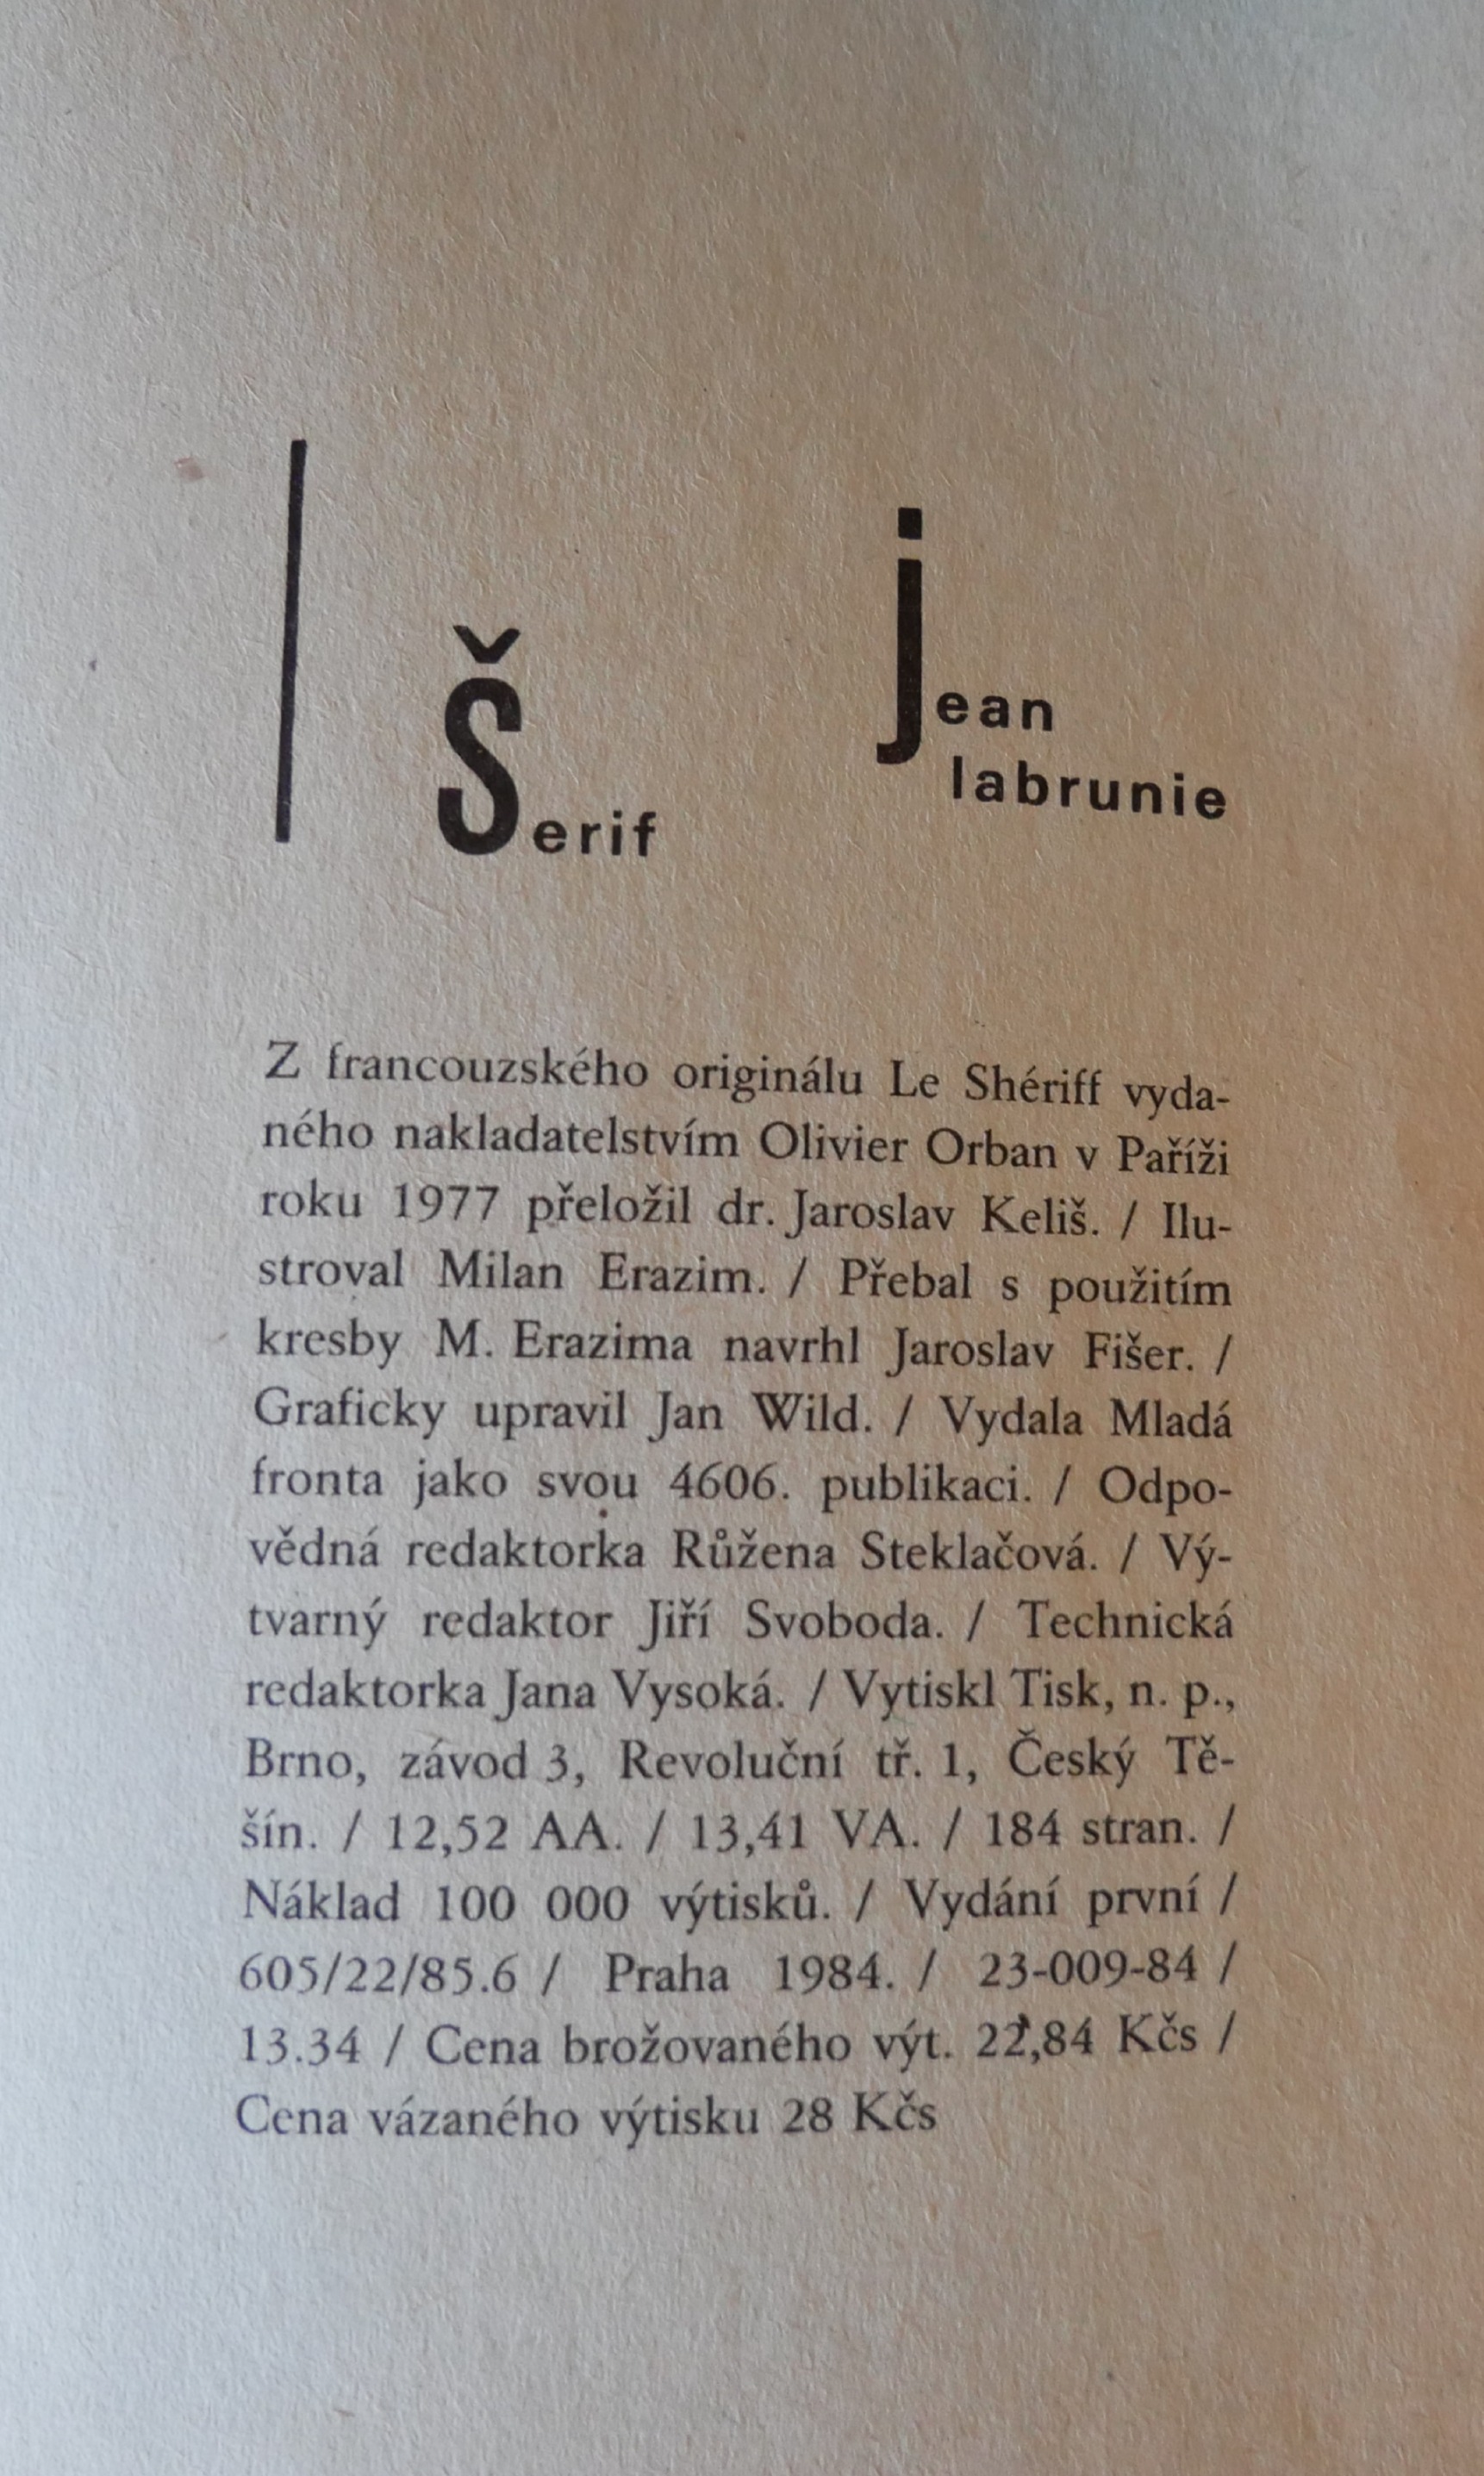 Šerif
jean
labrunie
Z francouzského originálu Le Shériff vyda-
ného nakladatelstvím Olivier Orban v Paříži
roku 1977 přeložil dr. Jaroslav Keliš. / Ilu-
stroval Milan Erazim. / Přebal s použitím
kresby M. Erazima navrhl Jaroslav Fišer. /
Graficky upravil Jan Wild. / Vydala Mladá
fronta jako svou 4606. publikaci. / Odpo-
vědná redaktorka Růžena Steklačová. / Vý-
tvarný redaktor Jiří Svoboda. / Technická
redaktorka Jana Vysoká. / Vytiskl Tisk, n. p.,
Brno, závod 3, Revoluční tř. 1, Český Tě-
šín. / 12,52 AA. / 13,41 VA. / 184 stran. /
Náklad 100 000 výtisků. / Vydání první /
605/22/85.6 / Praha 1984. / 23-009-84 /
13.34 / Cena brožovaného výt. 22,84 Kčs /
Cena vázaného výtisku 28 Kčs